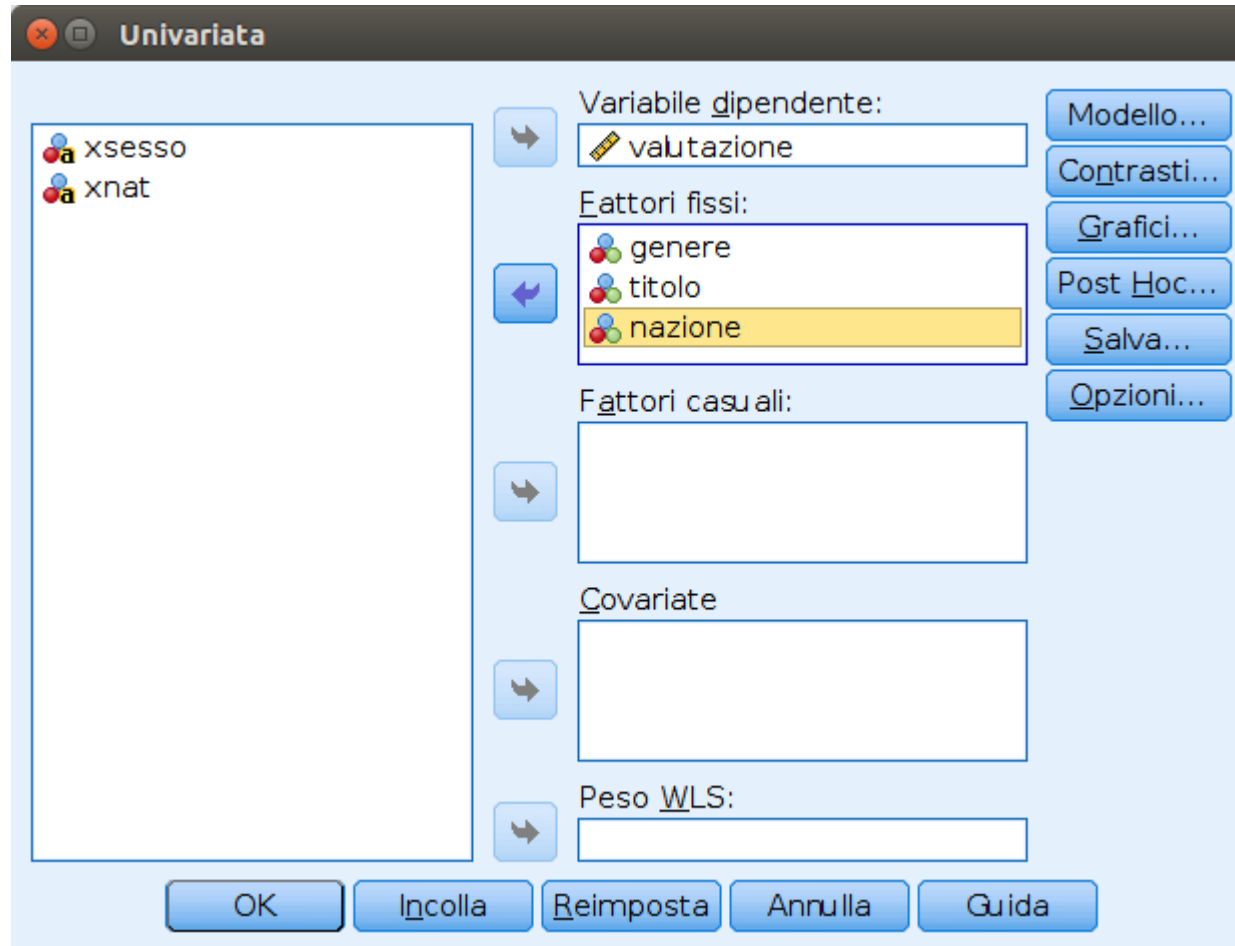 Univariata
xsesso
xnat
Variabile dipendente:
valutazione
Fattori fissi:
genere
titolo
nazione
Fattori casuali:
Covariate
Peso WLS:
Modello...
Contrasti...
Grafici...
Post Hoc...
Salva...
Opzioni...
OK
Incolla
Reimposta
Annulla
Guida